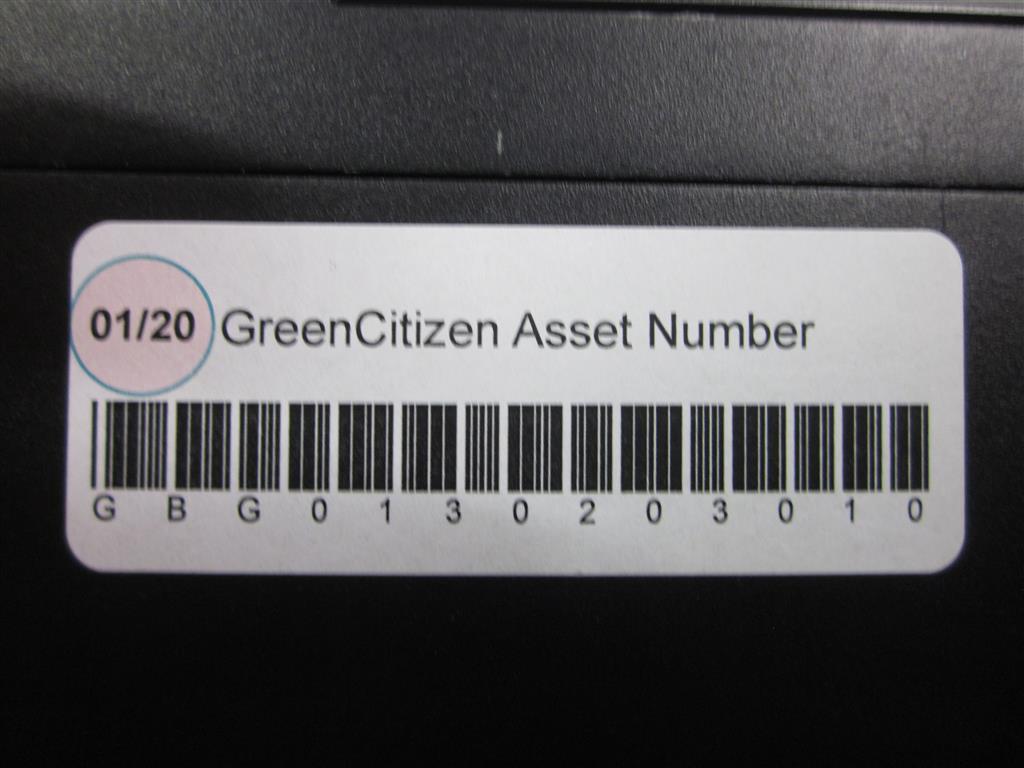 01/20 GreenCitizen Asset Number
G B G 0 1 3 0 2 0 3 0 1 0